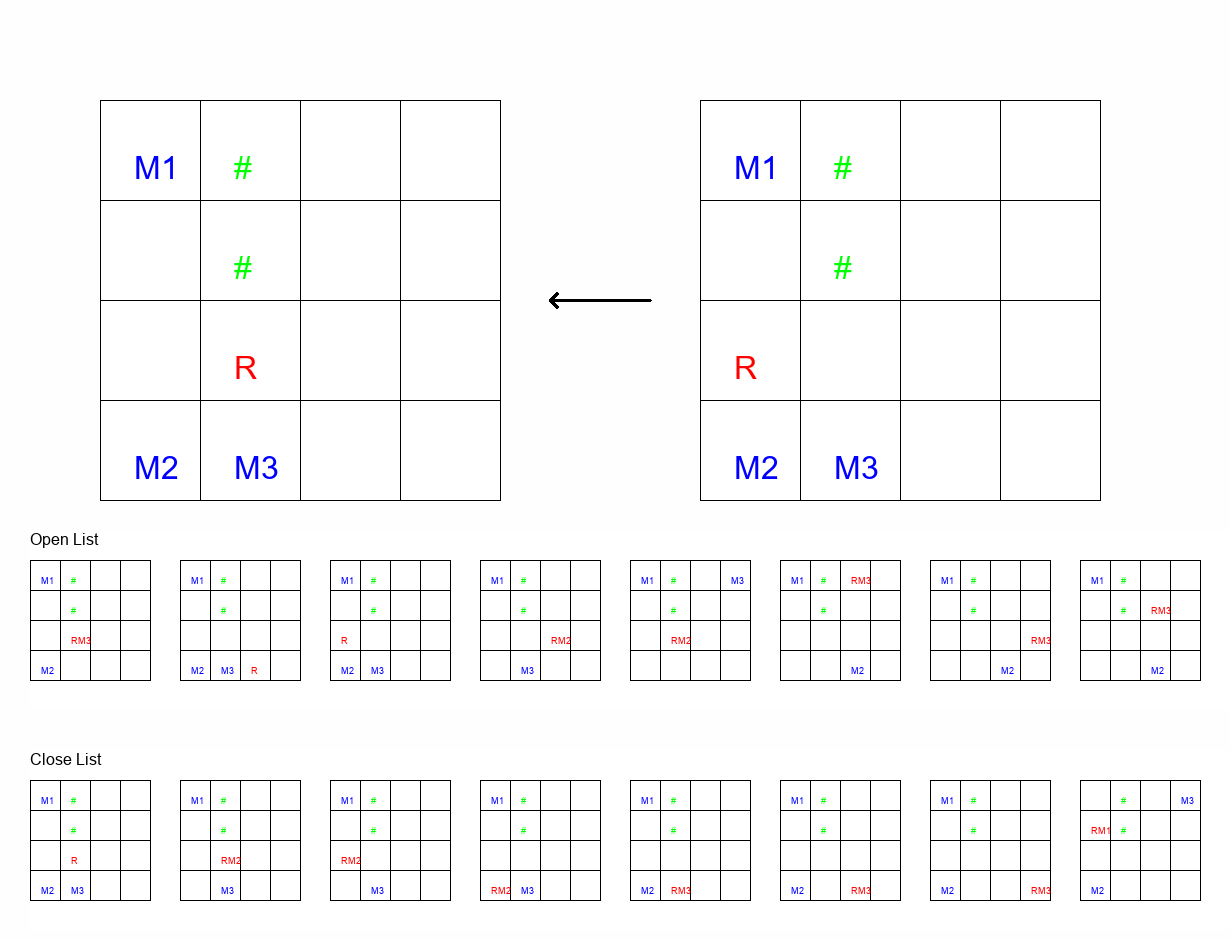 M1 # M1 #
# #
R R
M2 M3 M2 M3
Open List
M1 # M1 # M1 # M1 # M1 # M3 M1 # RM3 M1 # M1 #
# # # # # # # # RM3
RM3 R RM2 RM2 RM3
M2 M2 M3 R M2 M3 M3 M2 M2 M2
Close List
M1 # M1 # M1 # M1 # M1 # M1 # M1 # # M3
# # # # # # # RM1 #
R RM2 RM2
M2 M3 M3 M3 RM2 M3 M2 RM3 M2 RM3 M2 RM3 M2